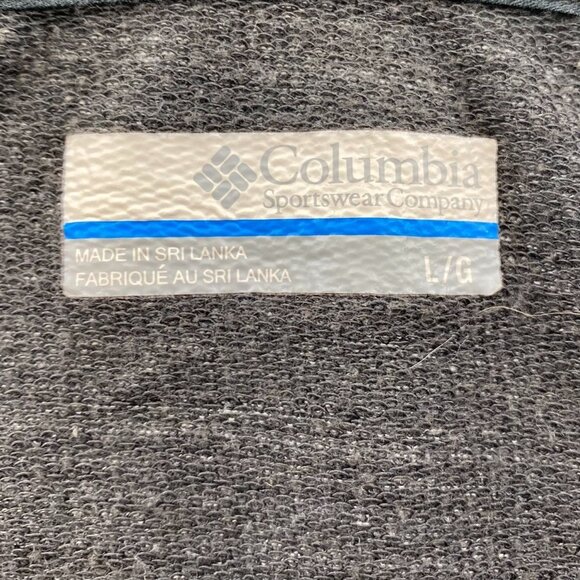 Columbia
Sportswear Company
MADE IN SRI LANKA
FABRIQUÉ AU SRI LANKA
L/G